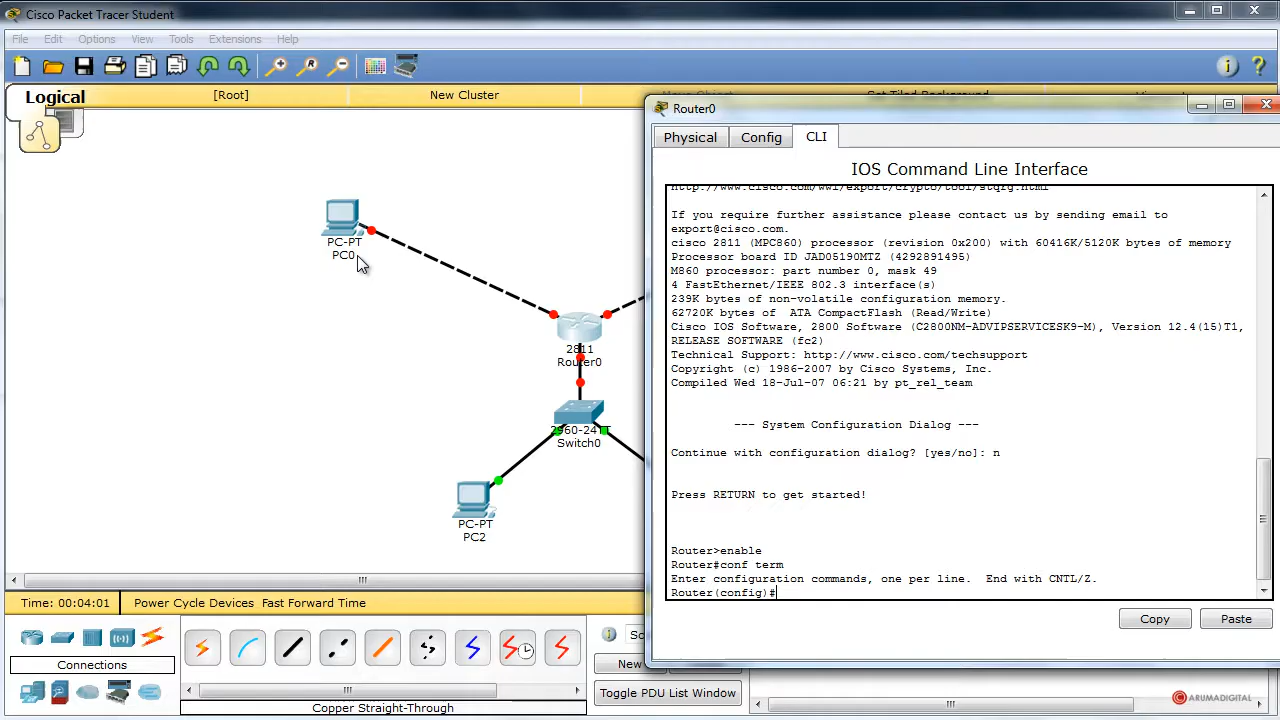 Cisco Packet Tracer Student
File Edit Options View Tools Extensions Help
Logical
[Root]
New Cluster
Set Tiled Background
PC-PT
PC0
2811
Router0
2960-24TT
Switch0
PC-PT
PC2
Time: 00:04:01
Power Cycle Devices Fast Forward Time
Connections
Copper Straight-Through
New
Toggle PDU List Window
Router0
Physical
Config
CLI
IOS Command Line Interface
If you require further assistance please contact us by sending email to
export@cisco.com.
cisco 2811 (MPC860) processor (revision 0x200) with 60416K/5120K bytes of memory
Processor board ID JAD05190MTZ (4292891495)
M860 processor: part number 0, mask 49
4 FastEthernet/IEEE 802.3 interface(s)
239K bytes of non-volatile configuration memory.
62720K bytes of  ATA CompactFlash (Read/Write)
Cisco IOS Software, 2800 Software (C2800NM-ADVIPSERVICESK9-M), Version 12.4(15)T1,
RELEASE SOFTWARE (fc2)
Technical Support: http://www.cisco.com/techsupport
Copyright (c) 1986-2007 by Cisco Systems, Inc.
Compiled Wed 18-Jul-07 06:21 by pt_rel_team
--- System Configuration Dialog ---
Continue with configuration dialog? [yes/no]: n
Press RETURN to get started!
Router>enable
Router#conf term
Enter configuration commands, one per line.  End with CNTL/Z.
Router(config)#
Copy
Paste
ARUMADIGITAL